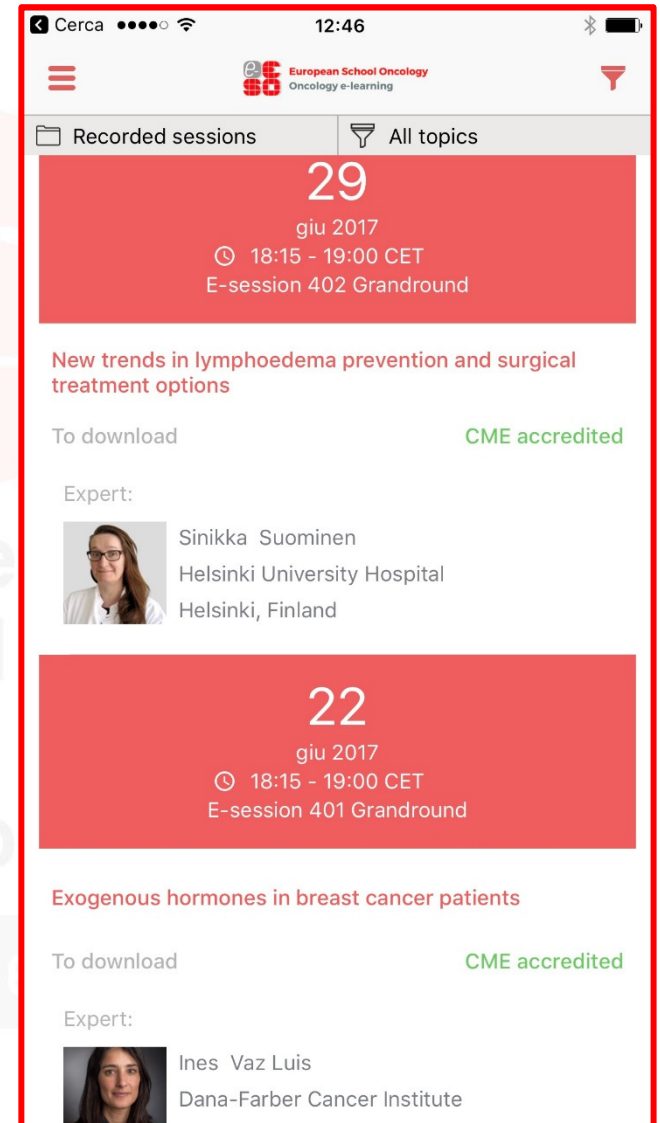 Cerca 12:46
e ESO European School Oncology
Oncology e-learning
Recorded sessions All topics
29
giu 2017
18:15 - 19:00 CET
E-session 402 Grandround
New trends in lymphoedema prevention and surgical
treatment options
To download CME accredited
Expert:
Sinikka Suominen
Helsinki University Hospital
Helsinki, Finland
22
giu 2017
18:15 - 19:00 CET
E-session 401 Grandround
Exogenous hormones in breast cancer patients
To download CME accredited
Expert:
Ines Vaz Luis
Dana-Farber Cancer Institute